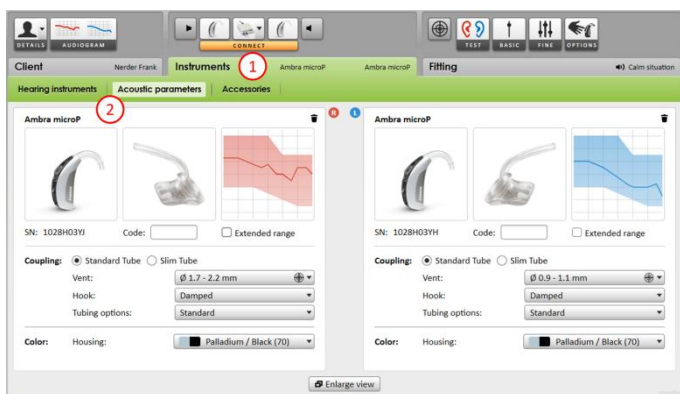 DETAILS AUDIOGRAM CONNECT TEST BASIC FINE OPTIONS
Client Nerder Frank Instruments 1 Ambra microP Ambra microP Fitting Calm situation
Hearing instruments Acoustic parameters Accessories
2
Ambra microP R L Ambra microP
SN: 1028H03YJ Code: Extended range SN: 1028H03YH Code: Extended range
Coupling: Standard Tube Slim Tube Coupling: Standard Tube Slim Tube
Vent: Ø 1.7 - 2.2 mm Vent: Ø 0.9 - 1.1 mm
Hook: Damped Hook: Damped
Tubing options: Standard Tubing options: Standard
Color: Housing: Palladium / Black (70) Color: Housing: Palladium / Black (70)
Enlarge view